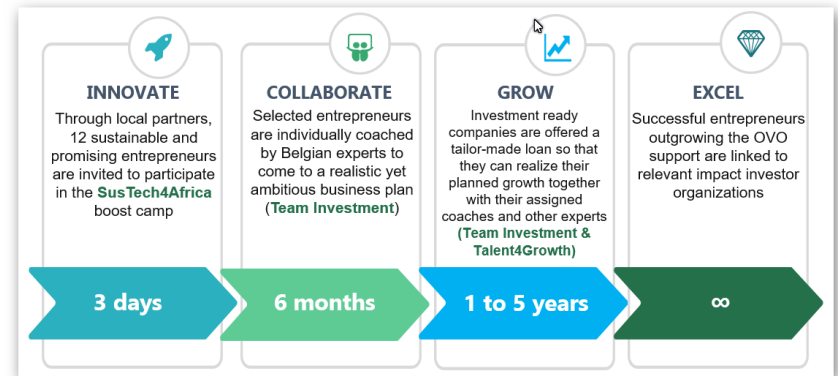 INNOVATE
Through local partners,
12 sustainable and
promising entrepreneurs
are invited to participate
in the SusTech4Africa
boost camp
3 days
COLLABORATE
Selected entrepreneurs
are individually coached
by Belgian experts to
come to a realistic yet
ambitious business plan
(Team Investment)
6 months
GROW
Investment ready
companies are offered a
tailor-made loan so that
they can realize their
planned growth together
with their assigned
coaches and other experts
(Team Investment &
Talent4Growth)
1 to 5 years
EXCEL
Successful entrepreneurs
outgrowing the OVO
support are linked to
relevant impact investor
organizations
∞